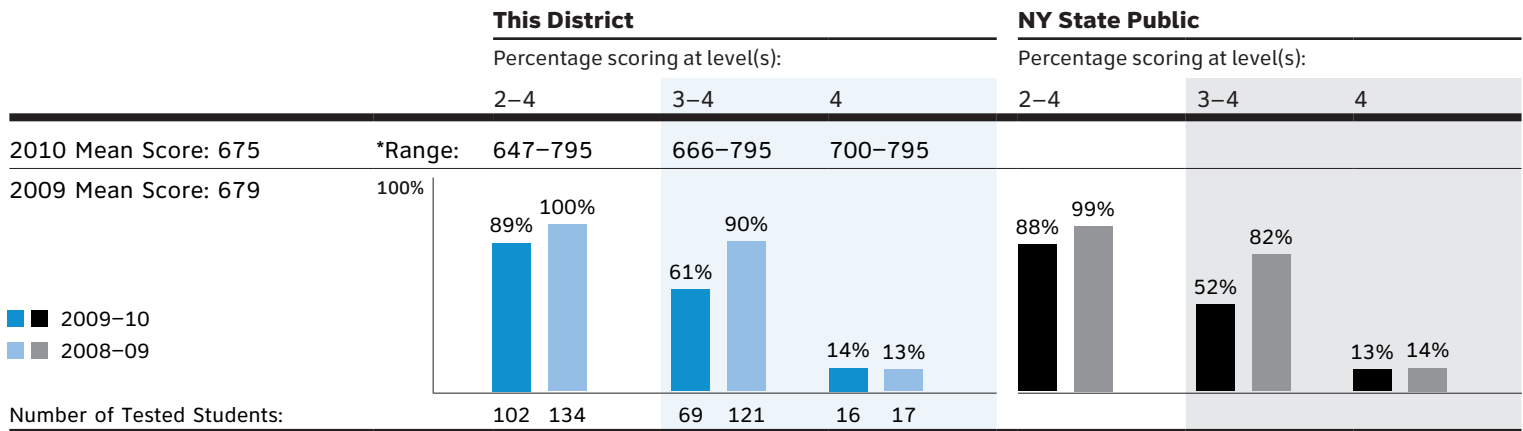 This District NY State Public
Percentage scoring at level(s): Percentage scoring at level(s):
2–4 3–4 4 2–4 3–4 4
2010 Mean Score: 675 *Range: 647–795 666–795 700–795
2009 Mean Score: 679 100%
89% 100% 61% 90% 14% 13% 88% 99% 52% 82% 13% 14%
2009–10
2008–09
Number of Tested Students: 102 134 69 121 16 17